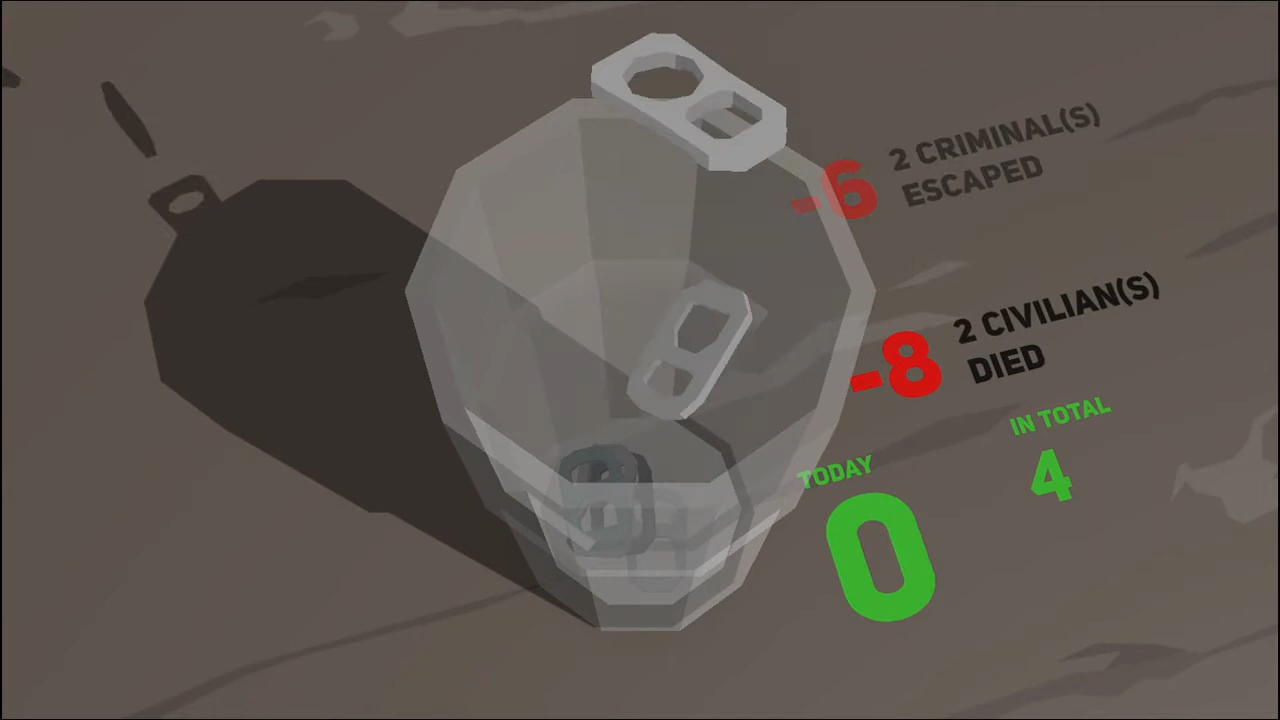 -6
2 CRIMINAL(S)
ESCAPED
-8
2 CIVILIAN(S)
DIED
TODAY
0
IN TOTAL
4